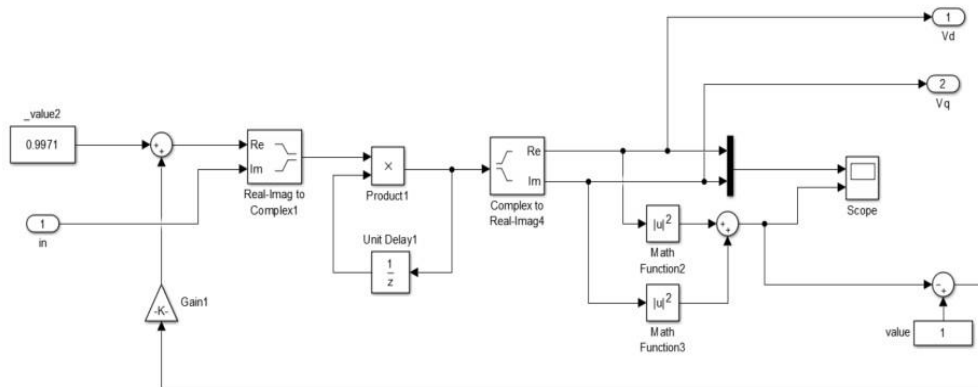 1
Vd
2
Vq
_value2
0.9971
+
+
Re
Im
Real-Imag to
Complex1
×
Product1
Re
Im
Complex to
Real-Imag4
Scope
1
in
Unit Delay1
1
z
|u|²
Math
Function2
+
+
-K-
Gain1
|u|²
Math
Function3
−
+
value
1